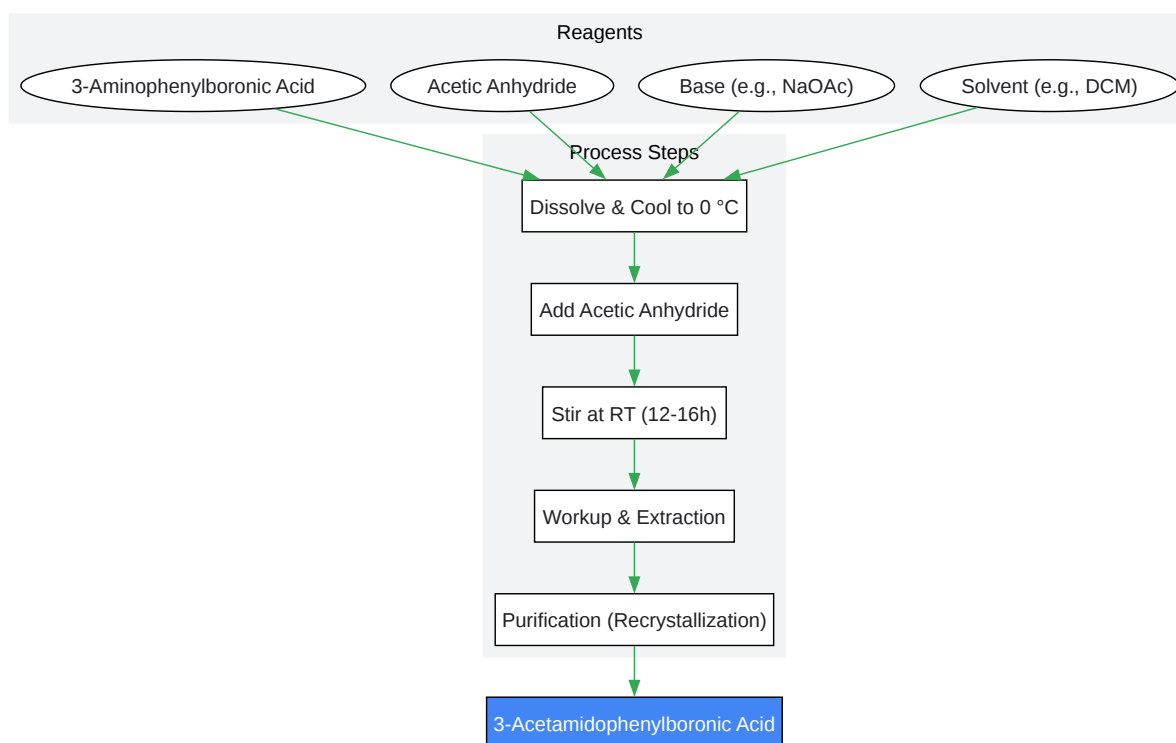 Reagents
3-Aminophenylboronic Acid
Acetic Anhydride
Base (e.g., NaOAc)
Solvent (e.g., DCM)
Process Steps
Dissolve & Cool to 0 °C
Add Acetic Anhydride
Stir at RT (12-16h)
Workup & Extraction
Purification (Recrystallization)
3-Acetamidophenylboronic Acid